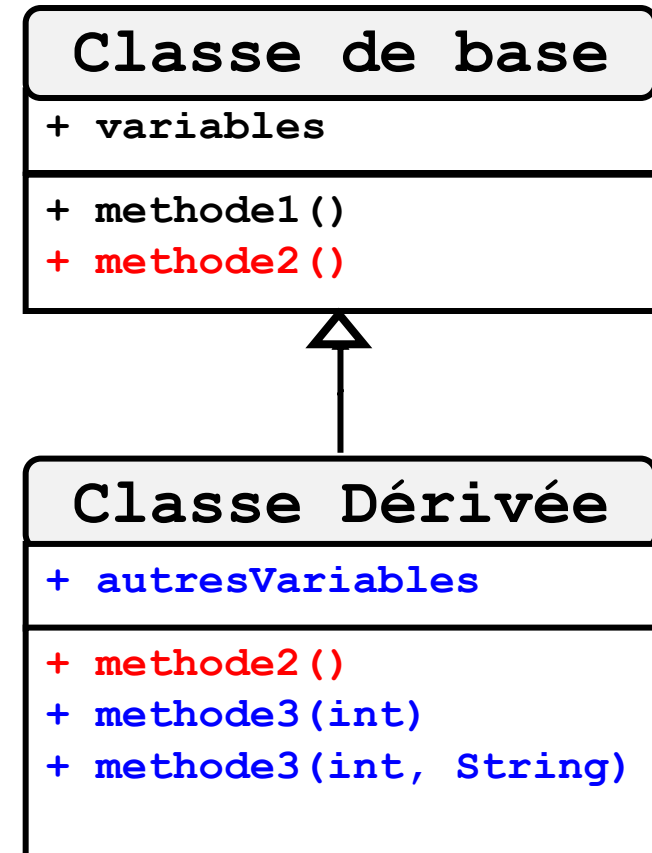 Classe de base
+ variables
+ methode1()
+ methode2()
Classe Dérivée
+ autresVariables
+ methode2()
+ methode3(int)
+ methode3(int, String)